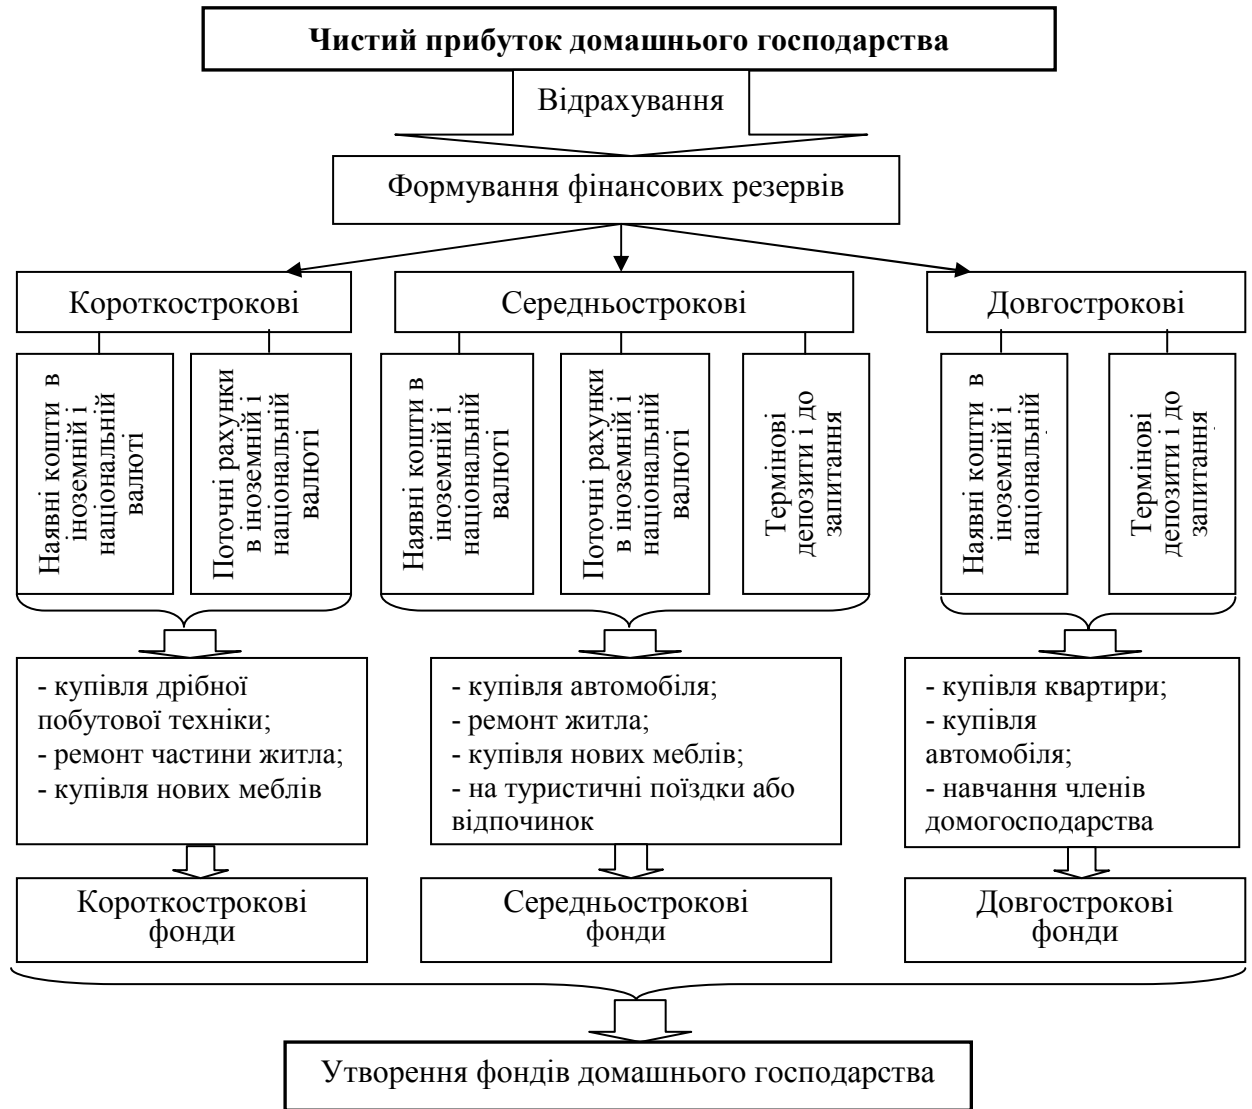 Чистий прибуток домашнього господарства
Відрахування
Формування фінансових резервів
Короткострокові
Середньострокові
Довгострокові
Наявні кошти в
іноземній і
національній
валюті
Поточні рахунки
в іноземній і
національній
валюті
Наявні кошти в
іноземній і
національній
валюті
Поточні рахунки
в іноземній і
національній
валюті
Термінові
депозити і до
запитання
Наявні кошти в
іноземній і
національній
Термінові
депозити і до
запитання
- купівля дрібної
побутової техніки;
- ремонт частини житла;
- купівля нових меблів
- купівля автомобіля;
- ремонт житла;
- купівля нових меблів;
- на туристичні поїздки або
відпочинок
- купівля квартири;
- купівля
автомобіля;
- навчання членів
домогосподарства
Короткострокові
фонди
Середньострокові
фонди
Довгострокові
фонди
Утворення фондів домашнього господарства